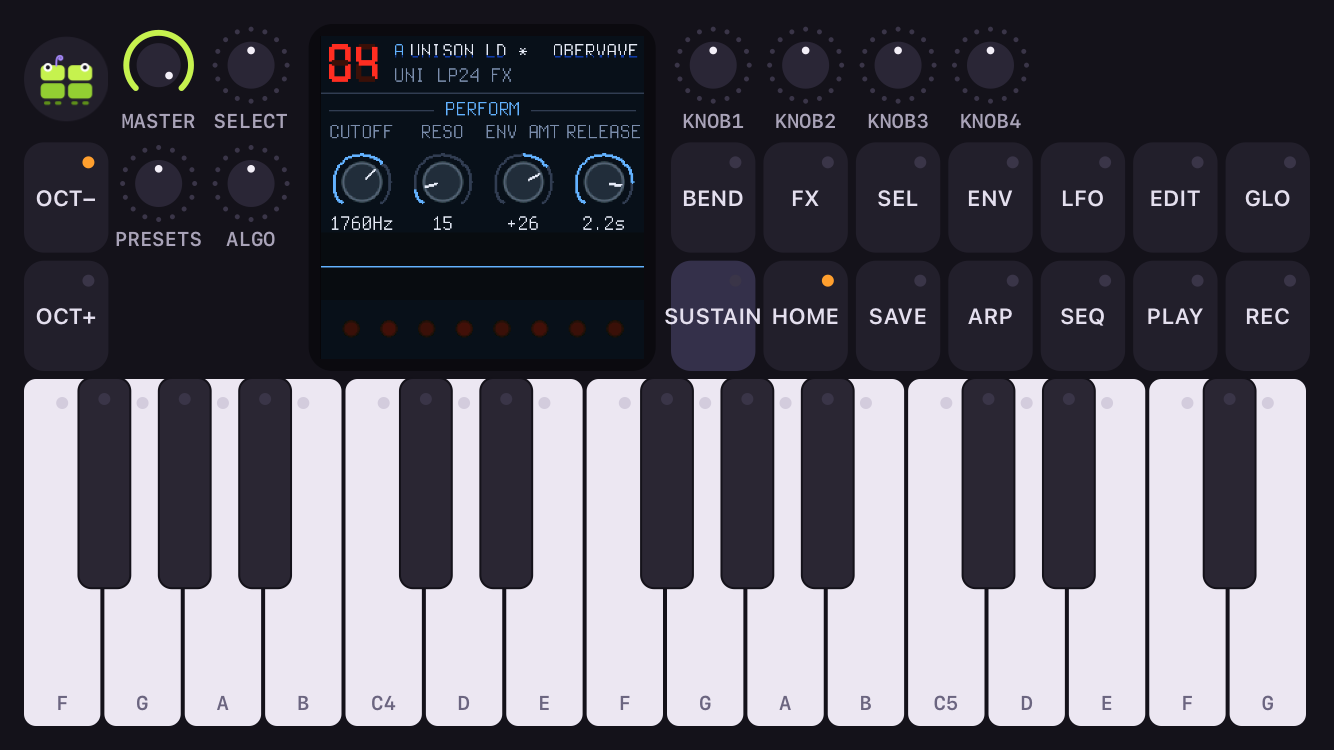 MASTER SELECT
04 A UNISON LD * OBERWAVE
UNI LP24 FX
PERFORM
CUTOFF RESO ENV AMT RELEASE
1760Hz 15 +26 2.2s
KNOB1 KNOB2 KNOB3 KNOB4
OCT−
PRESETS ALGO
OCT+
BEND FX SEL ENV LFO EDIT GLO
SUSTAIN HOME SAVE ARP SEQ PLAY REC
F G A B C4 D E F G A B C5 D E F G